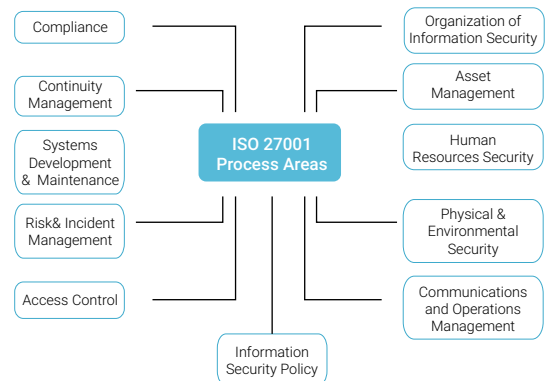 Compliance
Continuity
Management
Systems
Development
& Maintenance
Risk& Incident
Management
Access Control
ISO 27001
Process Areas
Information
Security Policy
Organization of
Information Security
Asset
Management
Human
Resources Security
Physical &
Environmental
Security
Communications
and Operations
Management